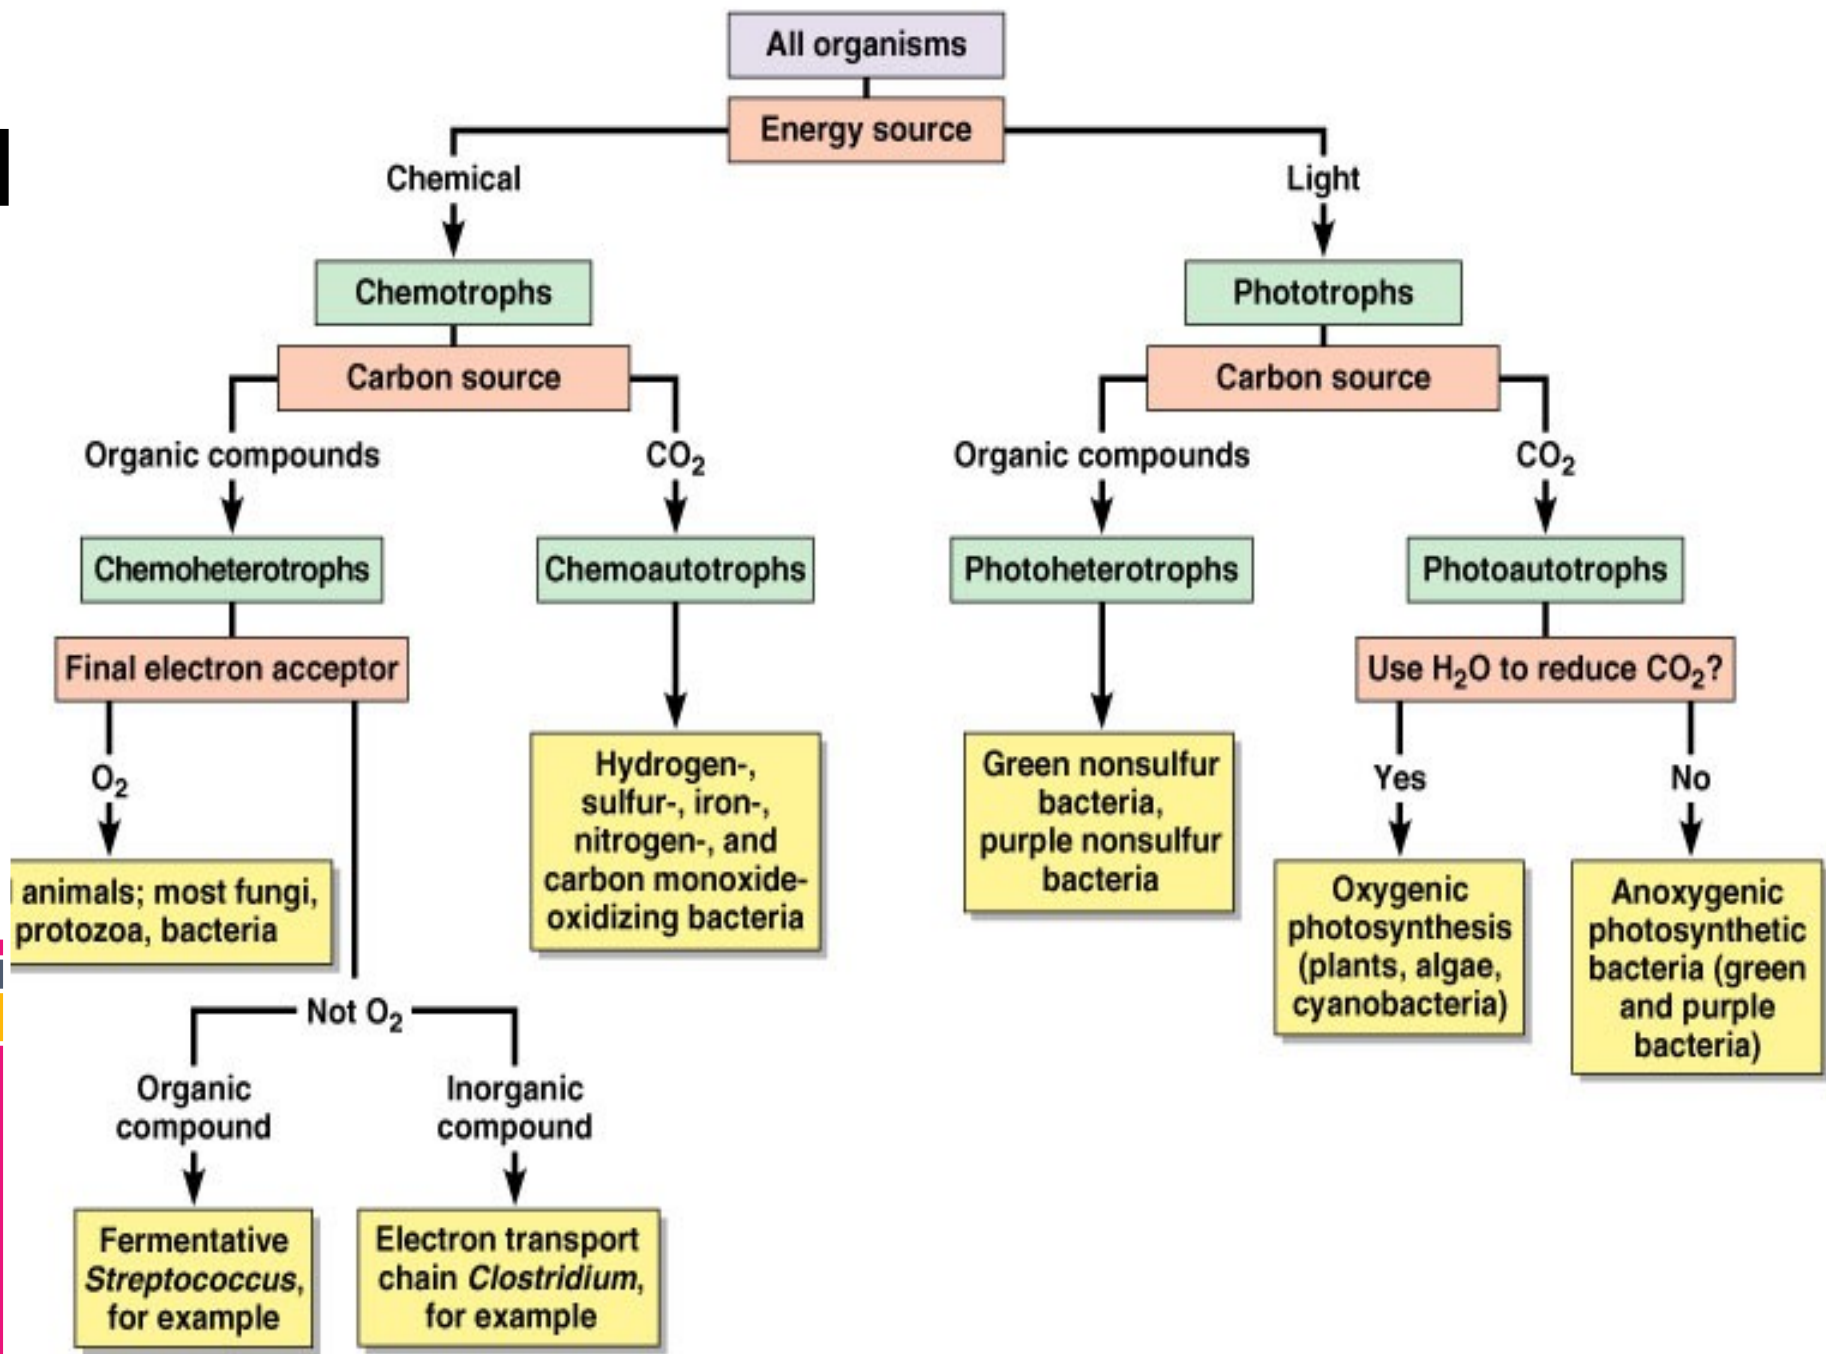 All organisms
Energy source
Chemical
Light
Chemotrophs
Phototrophs
Carbon source
Carbon source
Organic compounds
CO₂
Organic compounds
CO₂
Chemoheterotrophs
Chemoautotrophs
Photoheterotrophs
Photoautotrophs
Final electron acceptor
Use H₂O to reduce CO₂?
O₂
Hydrogen-,
sulfur-, iron-,
nitrogen-, and
carbon monoxide-
oxidizing bacteria
Green nonsulfur
bacteria,
purple nonsulfur
bacteria
Yes
No
animals; most fungi,
protozoa, bacteria
Oxygenic
photosynthesis
(plants, algae,
cyanobacteria)
Anoxygenic
photosynthetic
bacteria (green
and purple
bacteria)
Not O₂
Organic
compound
Inorganic
compound
Fermentative
Streptococcus,
for example
Electron transport
chain Clostridium,
for example